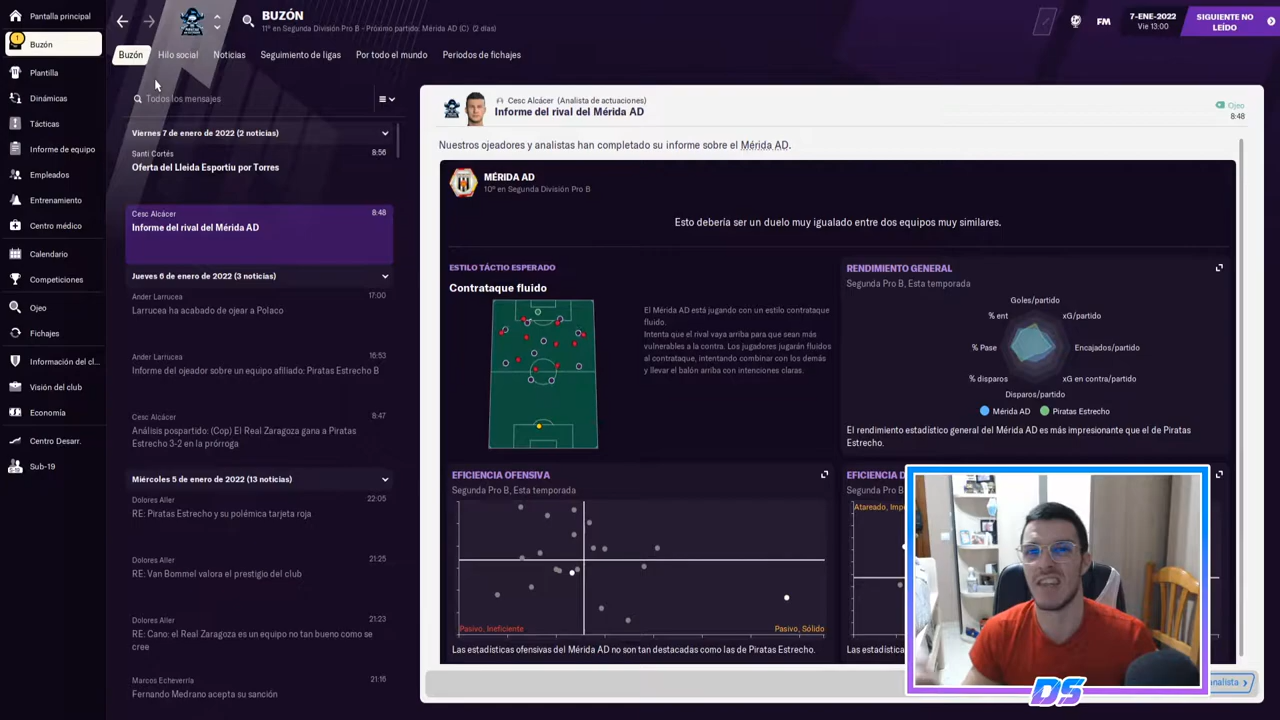 Pantalla principal
1
Buzón
Plantilla
Dinámicas
Tácticas
Informe de equipo
Empleados
Entrenamiento
Centro médico
Calendario
Competiciones
Ojeo
Fichajes
Información del cl...
Visión del club
Economía
Centro Desarr.
Sub-19
BUZÓN
11º en Segunda División Pro B - Próximo partido: Mérida AD (C) (2 días)
FM
7-ENE-2022
Vie 13:00
SIGUIENTE NO LEÍDO
Buzón
Hilo social
Noticias
Seguimiento de ligas
Por todo el mundo
Periodos de fichajes
Todos los mensajes
Viernes 7 de enero de 2022 (2 noticias)
Santi Cortés 8:56
Oferta del Lleida Esportiu por Torres
Cesc Alcácer 8:48
Informe del rival del Mérida AD
Jueves 6 de enero de 2022 (3 noticias)
Ander Larrucea 17:00
Larrucea ha acabado de ojear a Polaco
Ander Larrucea 16:53
Informe del ojeador sobre un equipo afiliado: Piratas Estrecho B
Cesc Alcácer 8:47
Análisis pospartido: (Cop) El Real Zaragoza gana a Piratas
Estrecho 3-2 en la prórroga
Miércoles 5 de enero de 2022 (13 noticias)
Dolores Aller 22:05
RE: Piratas Estrecho y su polémica tarjeta roja
Dolores Aller 21:25
RE: Van Bommel valora el prestigio del club
Dolores Aller 21:23
RE: Cano: el Real Zaragoza es un equipo no tan bueno como se
cree
Marcos Echeverría 21:16
Fernando Medrano acepta su sanción
Cesc Alcácer (Analista de actuaciones)
Informe del rival del Mérida AD
Ojeo
8:48
Nuestros ojeadores y analistas han completado su informe sobre el Mérida AD.
MÉRIDA AD
10º en Segunda División Pro B
Esto debería ser un duelo muy igualado entre dos equipos muy similares.
ESTILO TÁCTIO ESPERADO
Contrataque fluido
El Mérida AD está jugando con un estilo contrataque
fluido.
Intenta que el rival vaya arriba para que sean más
vulnerables a la contra. Los jugadores jugarán fluidos
al contrataque, intentando combinar con los demás
y llevar el balón arriba con intenciones claras.
RENDIMIENTO GENERAL
Segunda Pro B, Esta temporada
Goles/partido
% ent
xG/partido
% Pase
Encajados/partido
% disparos
xG en contra/partido
Disparos/partido
Mérida AD
Piratas Estrecho
El rendimiento estadístico general del Mérida AD es más impresionante que el de Piratas
Estrecho.
EFICIENCIA OFENSIVA
Segunda Pro B, Esta temporada
Pasivo, Ineficiente
Pasivo, Sólido
Las estadísticas ofensivas del Mérida AD no son tan destacadas como las de Piratas Estrecho.
EFICIENCIA D
Segunda Pro B,
Atareado, Imp
Las estadís
analista
DS